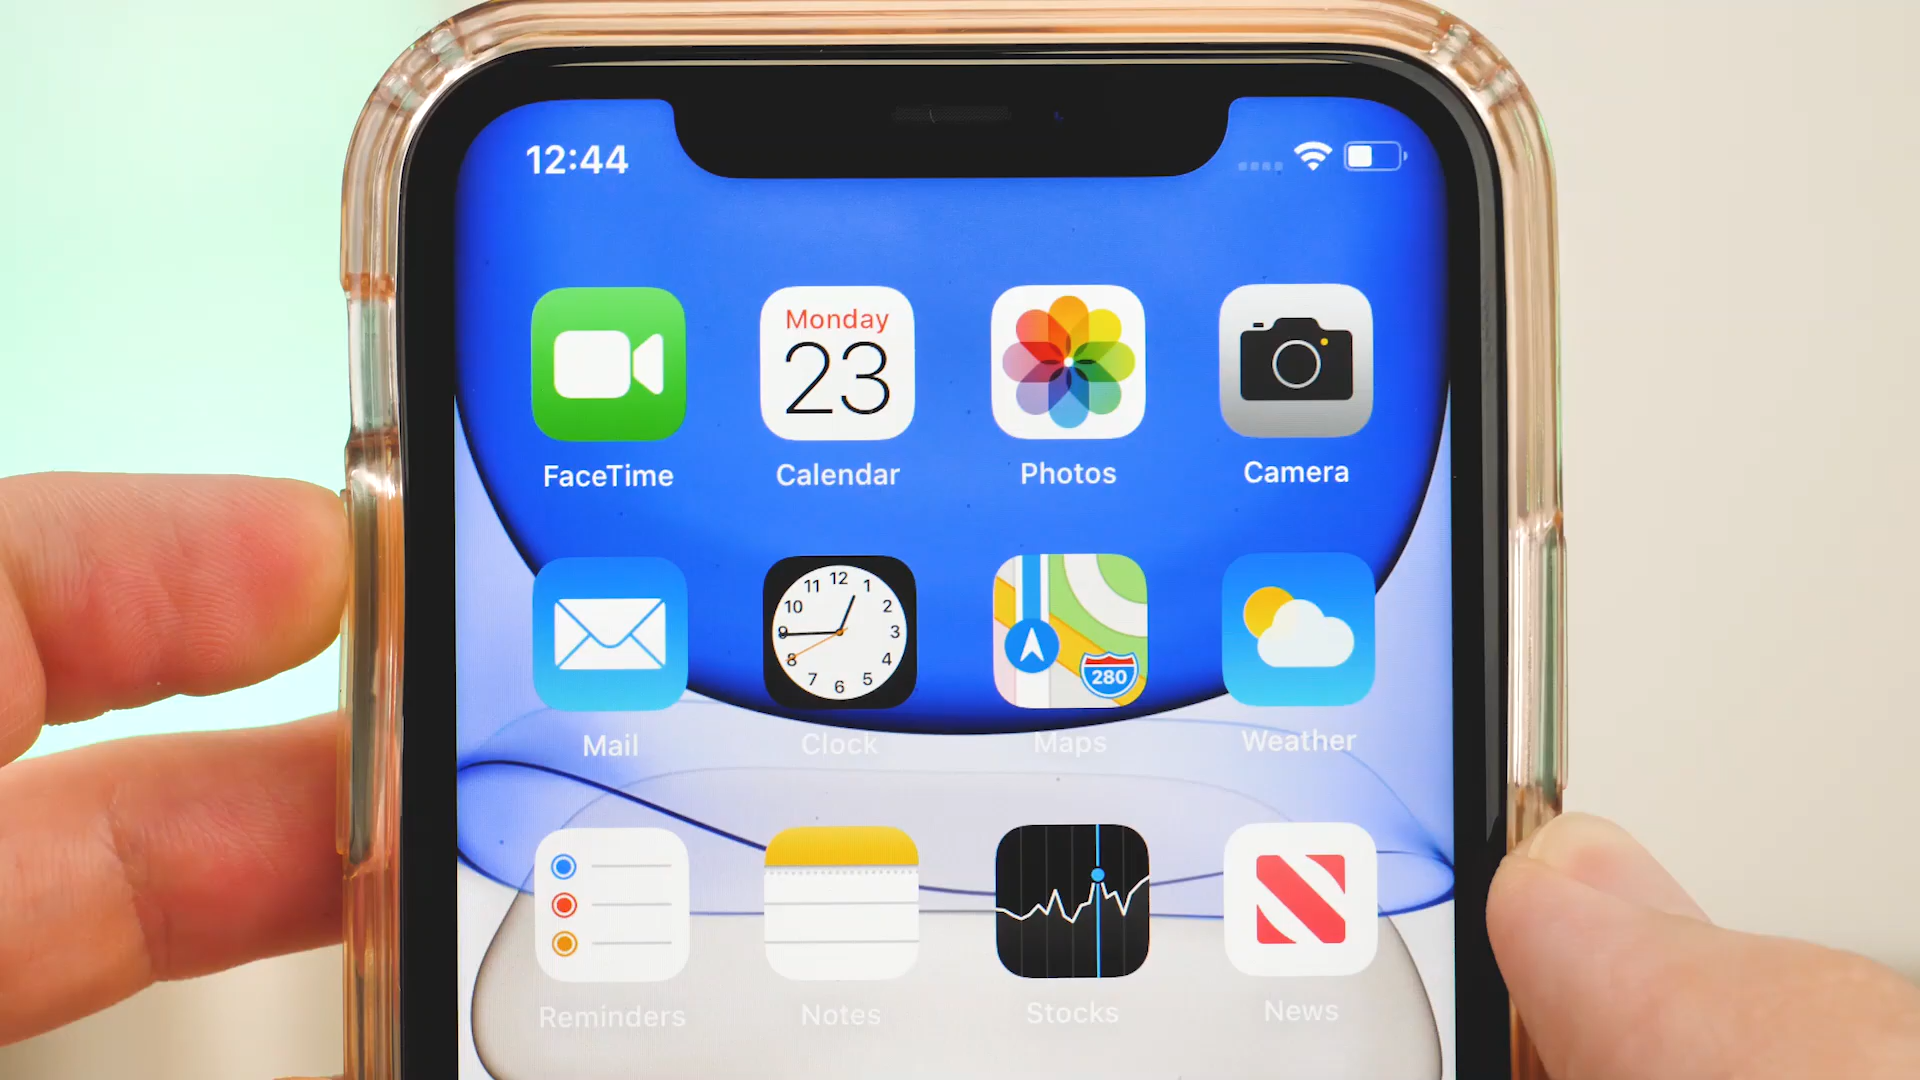 12:44
Monday
23
FaceTime
Calendar
Photos
Camera
12
11
1
10
2
9
3
8
4
7
5
6
280
Mail
Clock
Maps
Weather
Reminders
Notes
Stocks
News